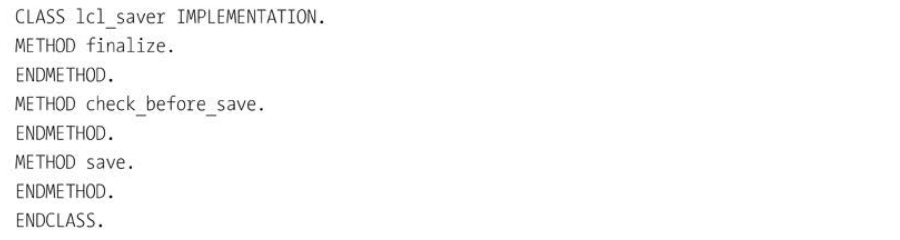 CLASS lcl_saver IMPLEMENTATION.
METHOD finalize.
ENDMETHOD.
METHOD check_before_save.
ENDMETHOD.
METHOD save.
ENDMETHOD.
ENDCLASS.